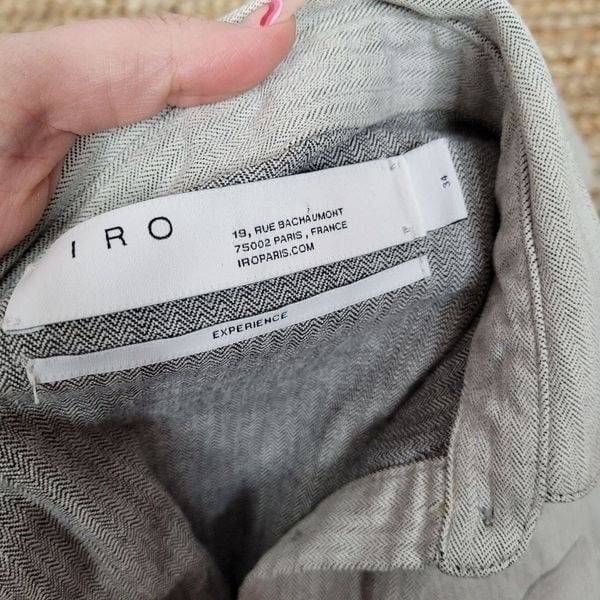 IRO
19, RUE BACHAUMONT
75002 PARIS, FRANCE
IROPARIS.COM
34
EXPERIENCE